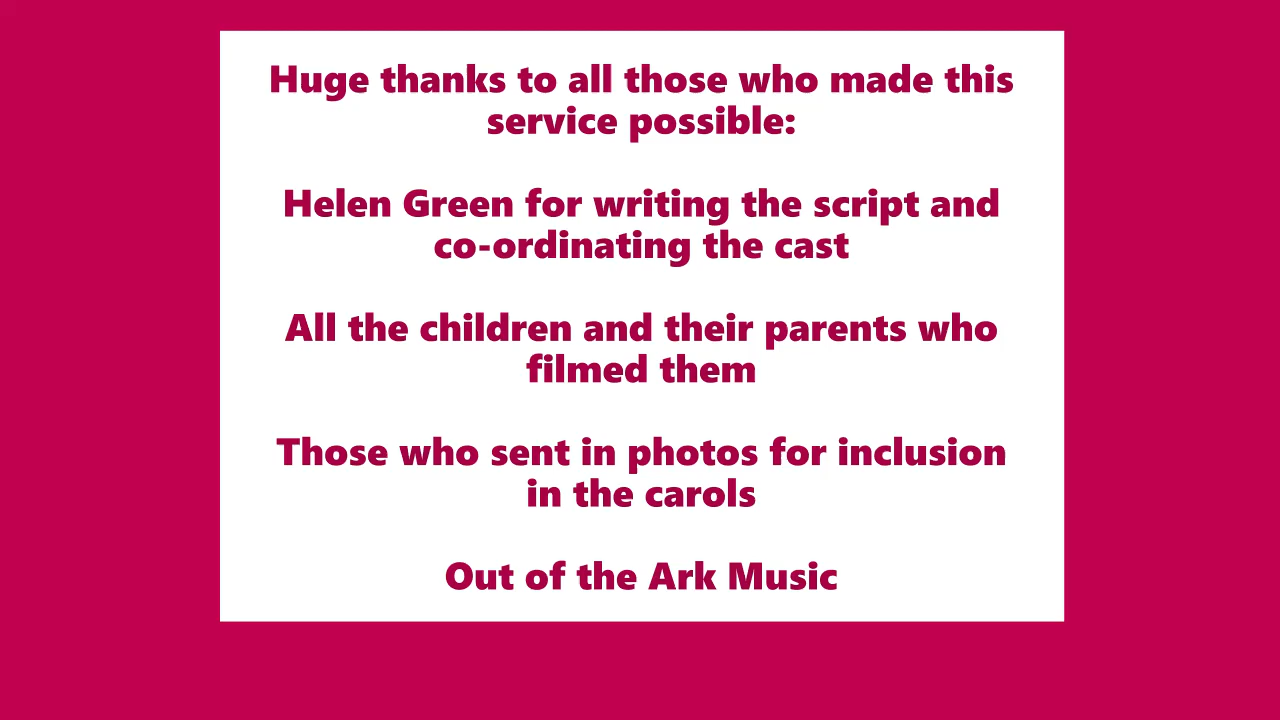 Huge thanks to all those who made this
service possible:
Helen Green for writing the script and
co-ordinating the cast
All the children and their parents who
filmed them
Those who sent in photos for inclusion
in the carols
Out of the Ark Music